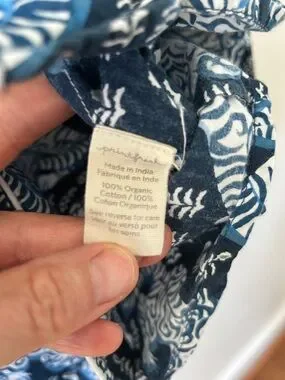 printfresh
Made in India
Fabriqué en Inde
100% Organic
Cotton / 100%
Coton Organique
See reverse for care
Voir au verso pour
les soins